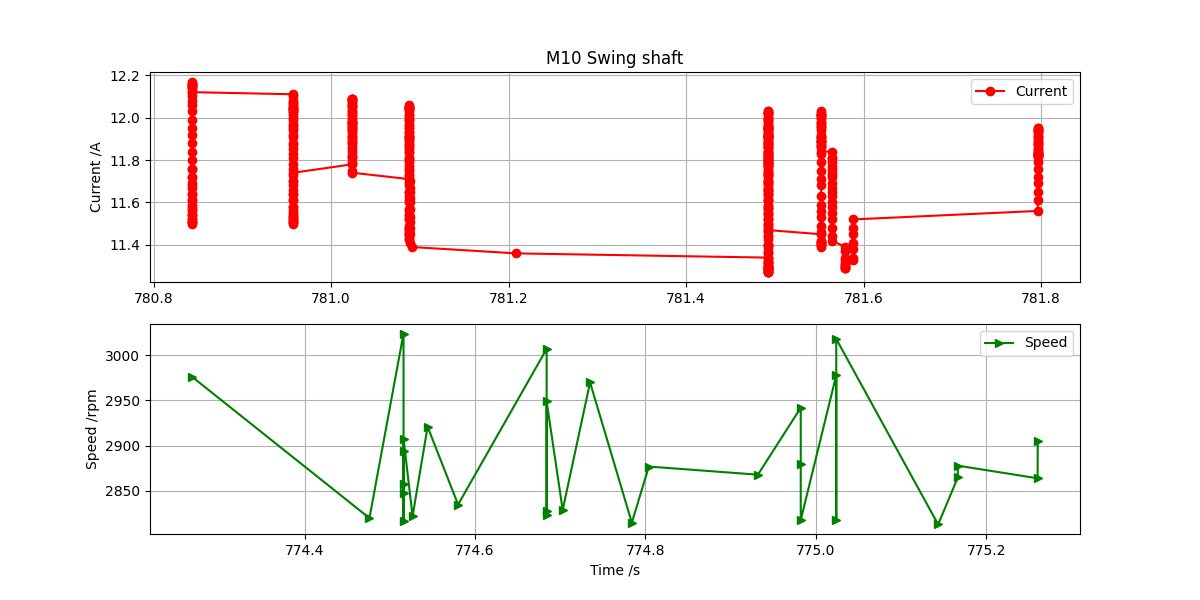 M10 Swing shaft
12.2
12.0
11.8
11.6
11.4
Current /A
Current
780.8 781.0 781.2 781.4 781.6 781.8
3000
2950
2900
2850
Speed /rpm
Speed
774.4 774.6 774.8 775.0 775.2
Time /s